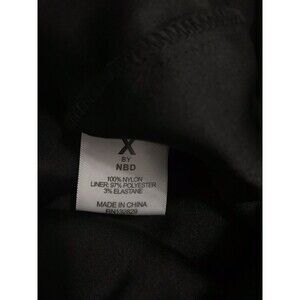 X
BY
NBD
100% NYLON
LINER: 97% POLYESTER
3% ELASTANE
MADE IN CHINA